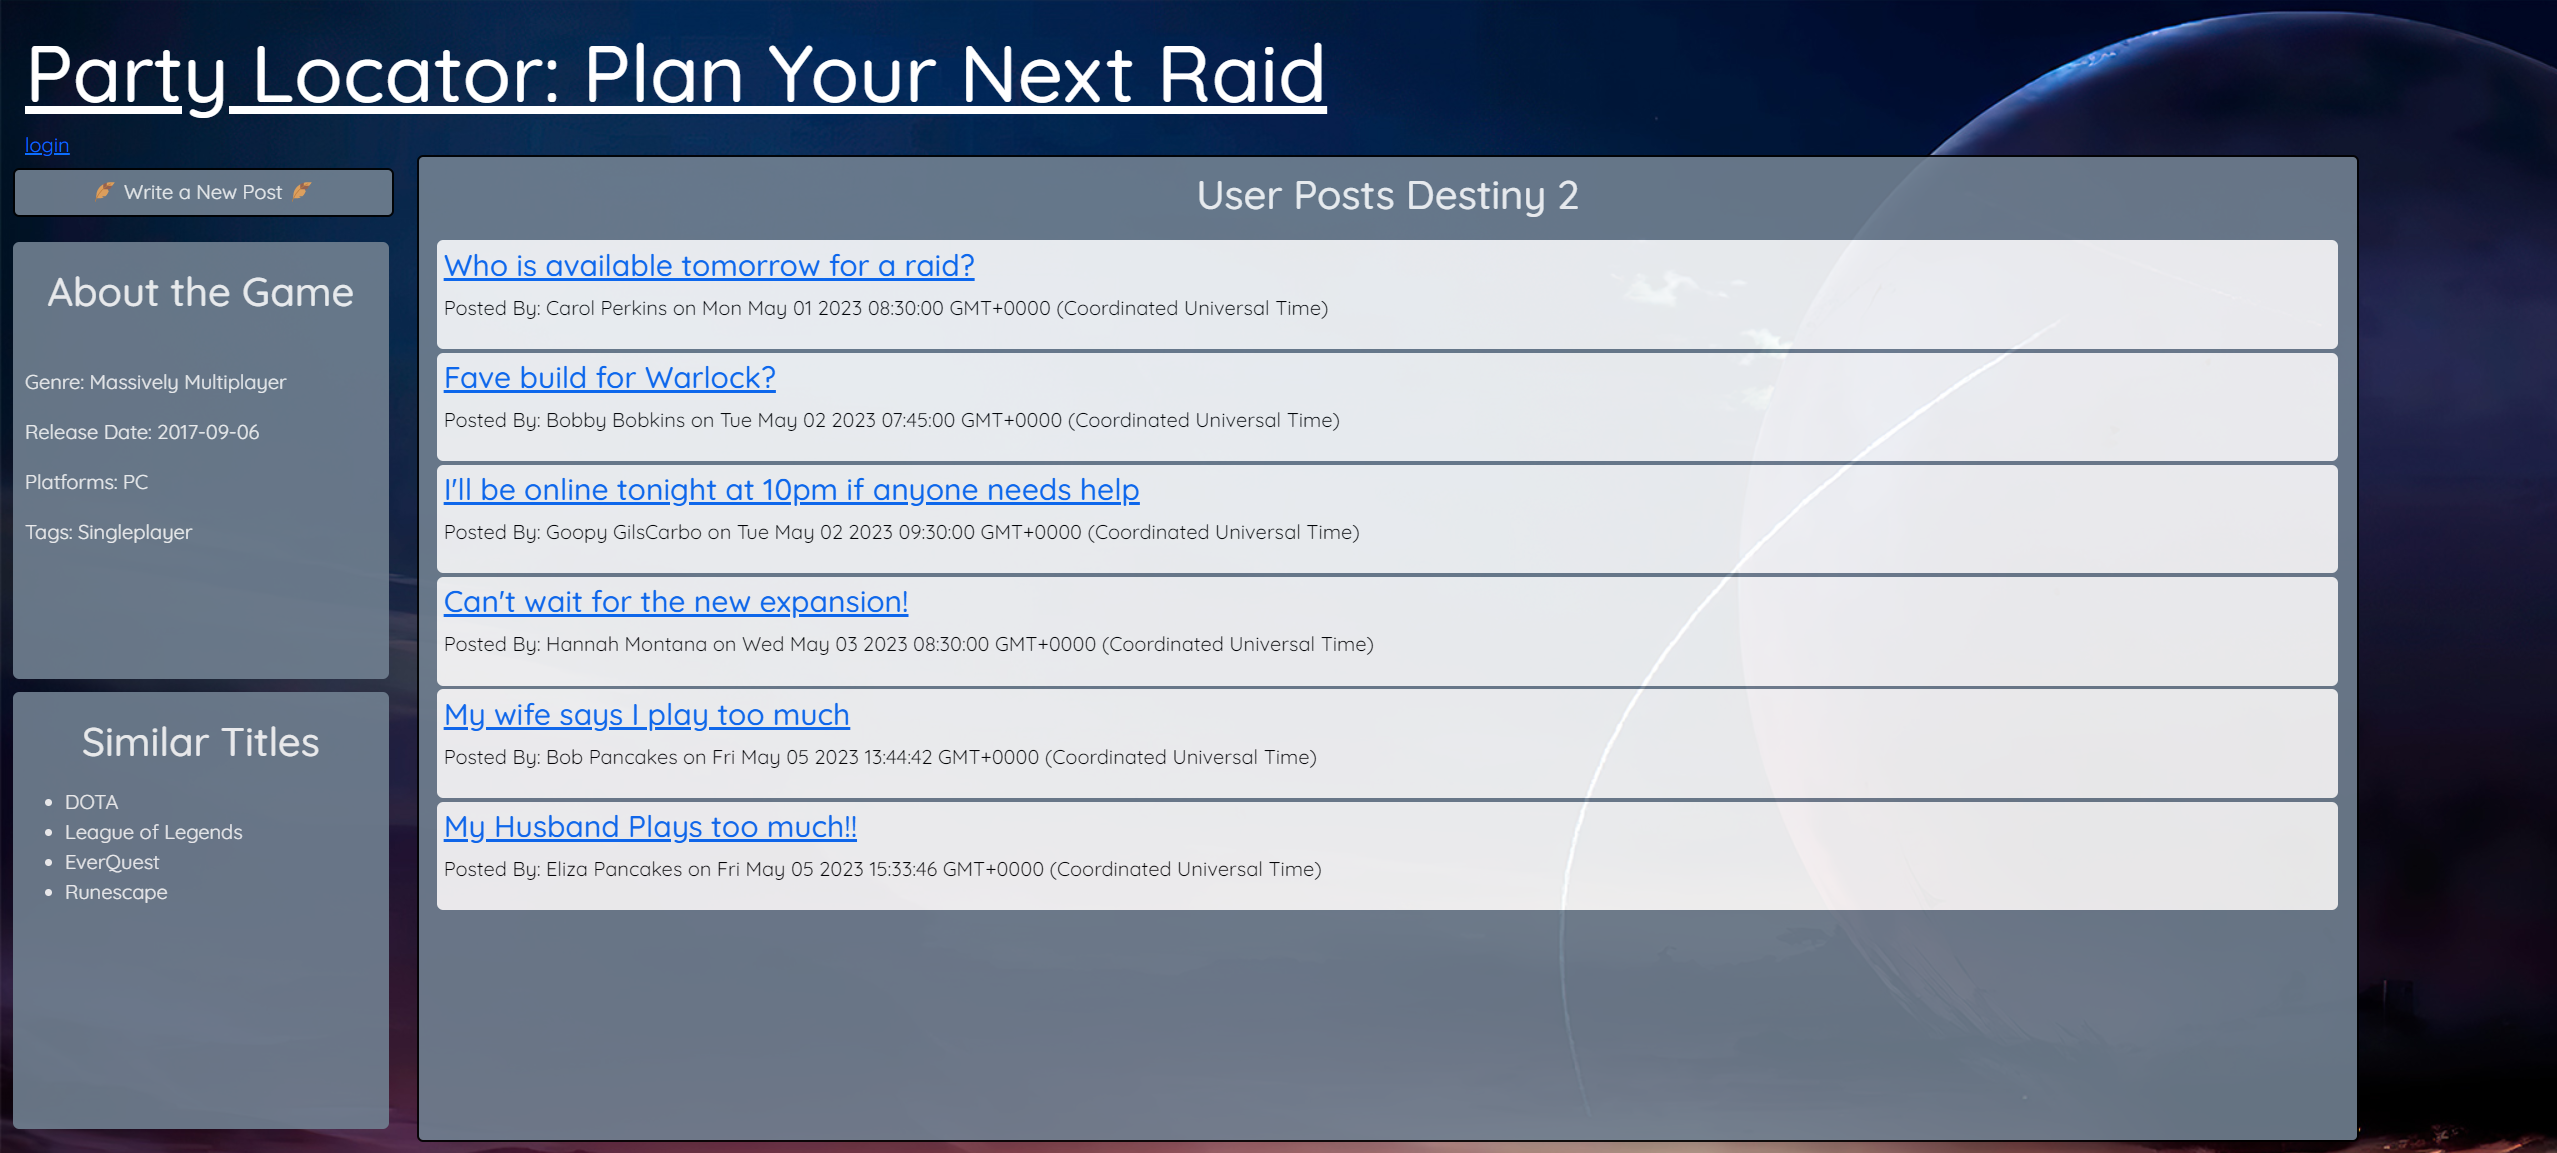 Party Locator: Plan Your Next Raid
login
Write a New Post
About the Game
Genre: Massively Multiplayer
Release Date: 2017-09-06
Platforms: PC
Tags: Singleplayer
Similar Titles
DOTA
League of Legends
EverQuest
Runescape
User Posts Destiny 2
Who is available tomorrow for a raid?
Posted By: Carol Perkins on Mon May 01 2023 08:30:00 GMT+0000 (Coordinated Universal Time)
Fave build for Warlock?
Posted By: Bobby Bobkins on Tue May 02 2023 07:45:00 GMT+0000 (Coordinated Universal Time)
I'll be online tonight at 10pm if anyone needs help
Posted By: Goopy GilsCarbo on Tue May 02 2023 09:30:00 GMT+0000 (Coordinated Universal Time)
Can't wait for the new expansion!
Posted By: Hannah Montana on Wed May 03 2023 08:30:00 GMT+0000 (Coordinated Universal Time)
My wife says I play too much
Posted By: Bob Pancakes on Fri May 05 2023 13:44:42 GMT+0000 (Coordinated Universal Time)
My Husband Plays too much!!
Posted By: Eliza Pancakes on Fri May 05 2023 15:33:46 GMT+0000 (Coordinated Universal Time)